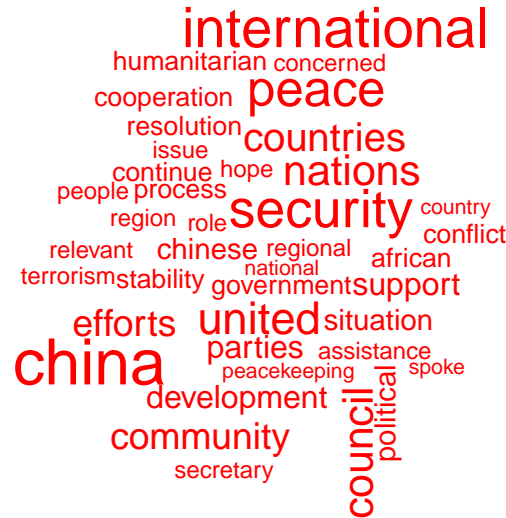 international
humanitarian concerned
cooperation peace
resolution countries
issue
continue hope nations
people process
region role security country
conflict
relevant chinese regional african
national
terrorism stability government support
efforts united situation
parties assistance
china peacekeeping spoke
development council political
community
secretary